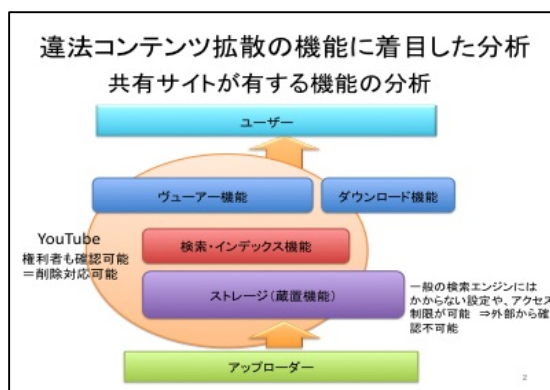 違法コンテンツ拡散の機能に着目した分析
共有サイトが有する機能の分析
ユーザー
ヴューアー機能
ダウンロード機能
YouTube
権利者も確認可能
＝削除対応可能
検索・インデックス機能
ストレージ（蔵置機能）
一般の検索エンジンには
かからない設定や、アクセス
制限が可能　⇒外部から確
認不可能
アップローダー
2